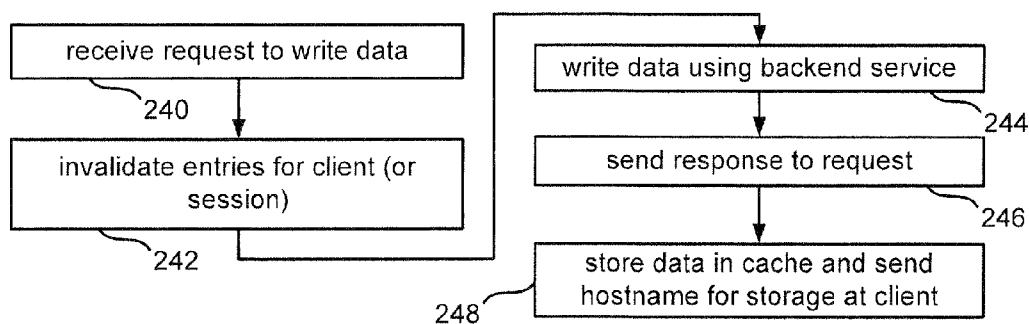 receive request to write data
240
invalidate entries for client (or
session)
242
write data using backend service
244
send response to request
246
store data in cache and send
hostname for storage at client
248